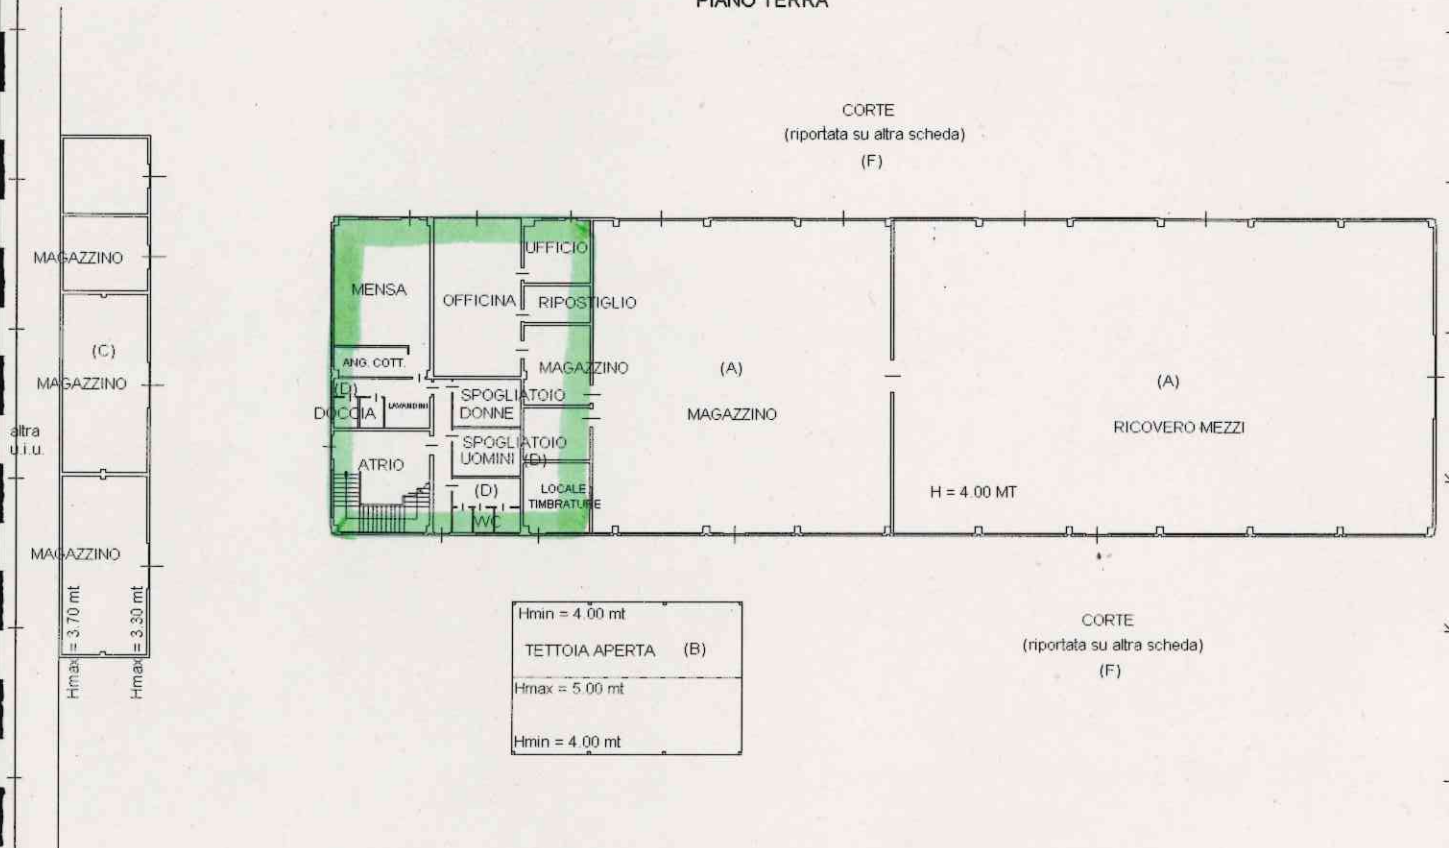 PIANO TERRA
CORTE
(riportata su altra scheda)
(F)
MAGAZZINO
(C)
MAGAZZINO
altra
u.i.u.
MAGAZZINO
Hmax = 3.70 mt
Hmax = 3.30 mt
MENSA
OFFICINA
UFFICIO
RIPOSTIGLIO
ANG. COTT.
MAGAZZINO
(D)
DOCCIA
LAVANDINI
SPOGLIATOIO
DONNE
SPOGLIATOIO
UOMINI (D)
ATRIO
(D)
WC
LOCALE
TIMBRATURE
(A)
MAGAZZINO
(A)
RICOVERO MEZZI
H = 4.00 MT
Hmin = 4.00 mt
TETTOIA APERTA (B)
Hmax = 5.00 mt
Hmin = 4.00 mt
CORTE
(riportata su altra scheda)
(F)